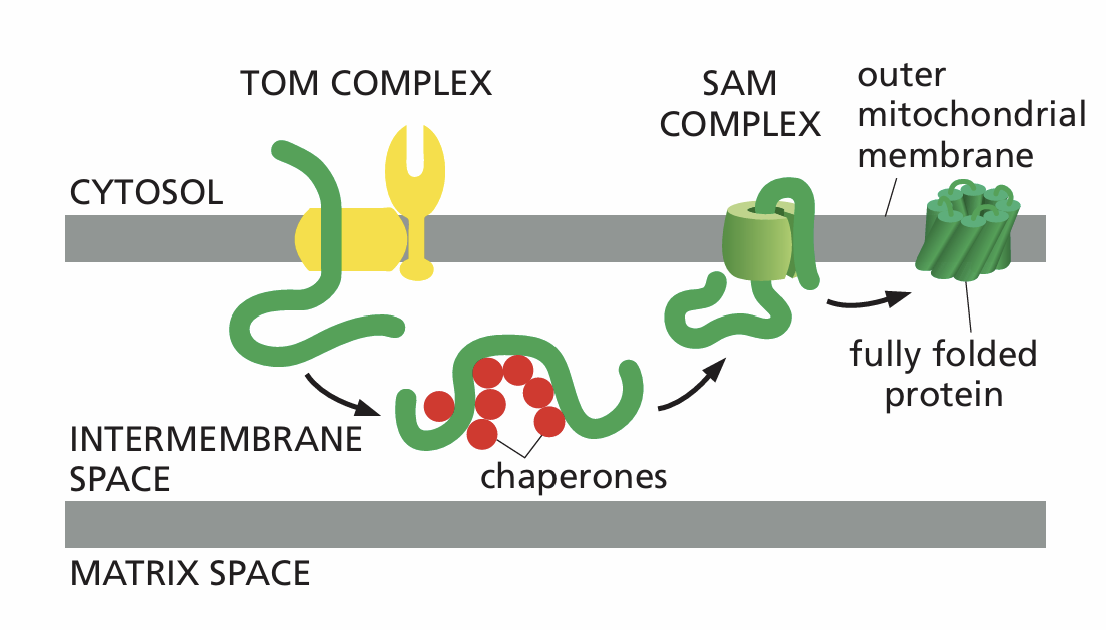 TOM COMPLEX
SAM
COMPLEX
outer
mitochondrial
membrane
CYTOSOL
fully folded
protein
INTERMEMBRANE
SPACE
chaperones
MATRIX SPACE